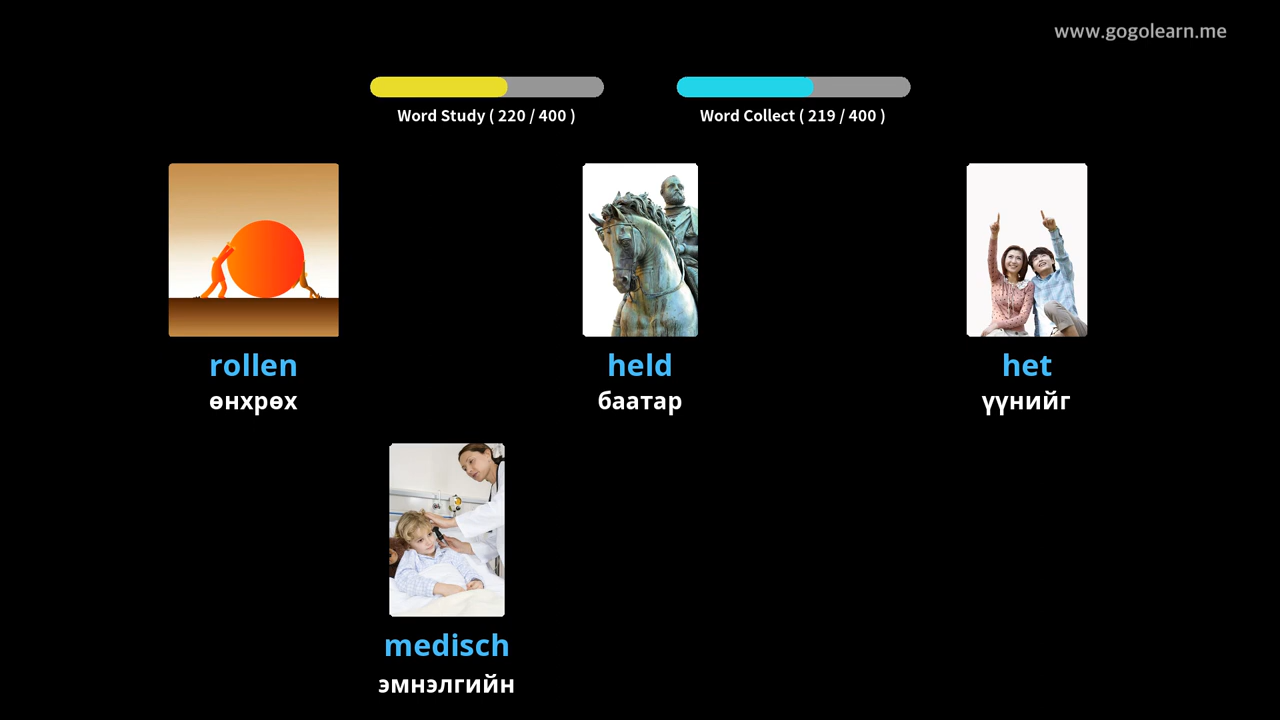 www.gogolearn.me
Word Study ( 220 / 400 )
Word Collect ( 219 / 400 )
rollen
өнхрөх
held
баатар
het
үүнийг
medisch
эмнэлгийн